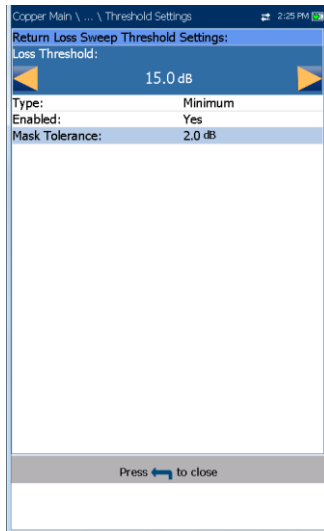 Copper Main \ ... \ Threshold Settings 2:25 PM
Return Loss Sweep Threshold Settings:
Loss Threshold:
15.0 dB
Type: Minimum
Enabled: Yes
Mask Tolerance: 2.0 dB
Press to close